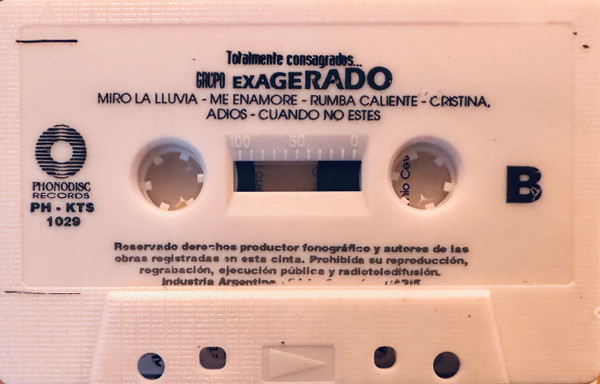 Totalmente consagrados...
GRUPO EXAGERADO
MIRO LA LLUVIA - ME ENAMORE - RUMBA CALIENTE - CRISTINA,
ADIOS - CUANDO NO ESTES
100 50 0
PHONODISC
RECORDS
PH - KTS
1029
B
Reservado derechos productor fonográfico y autores de las
obras registradas en esta cinta. Prohibida su reproducción,
regrabación, ejecución pública y radioteledifusión.
Industria Argentina